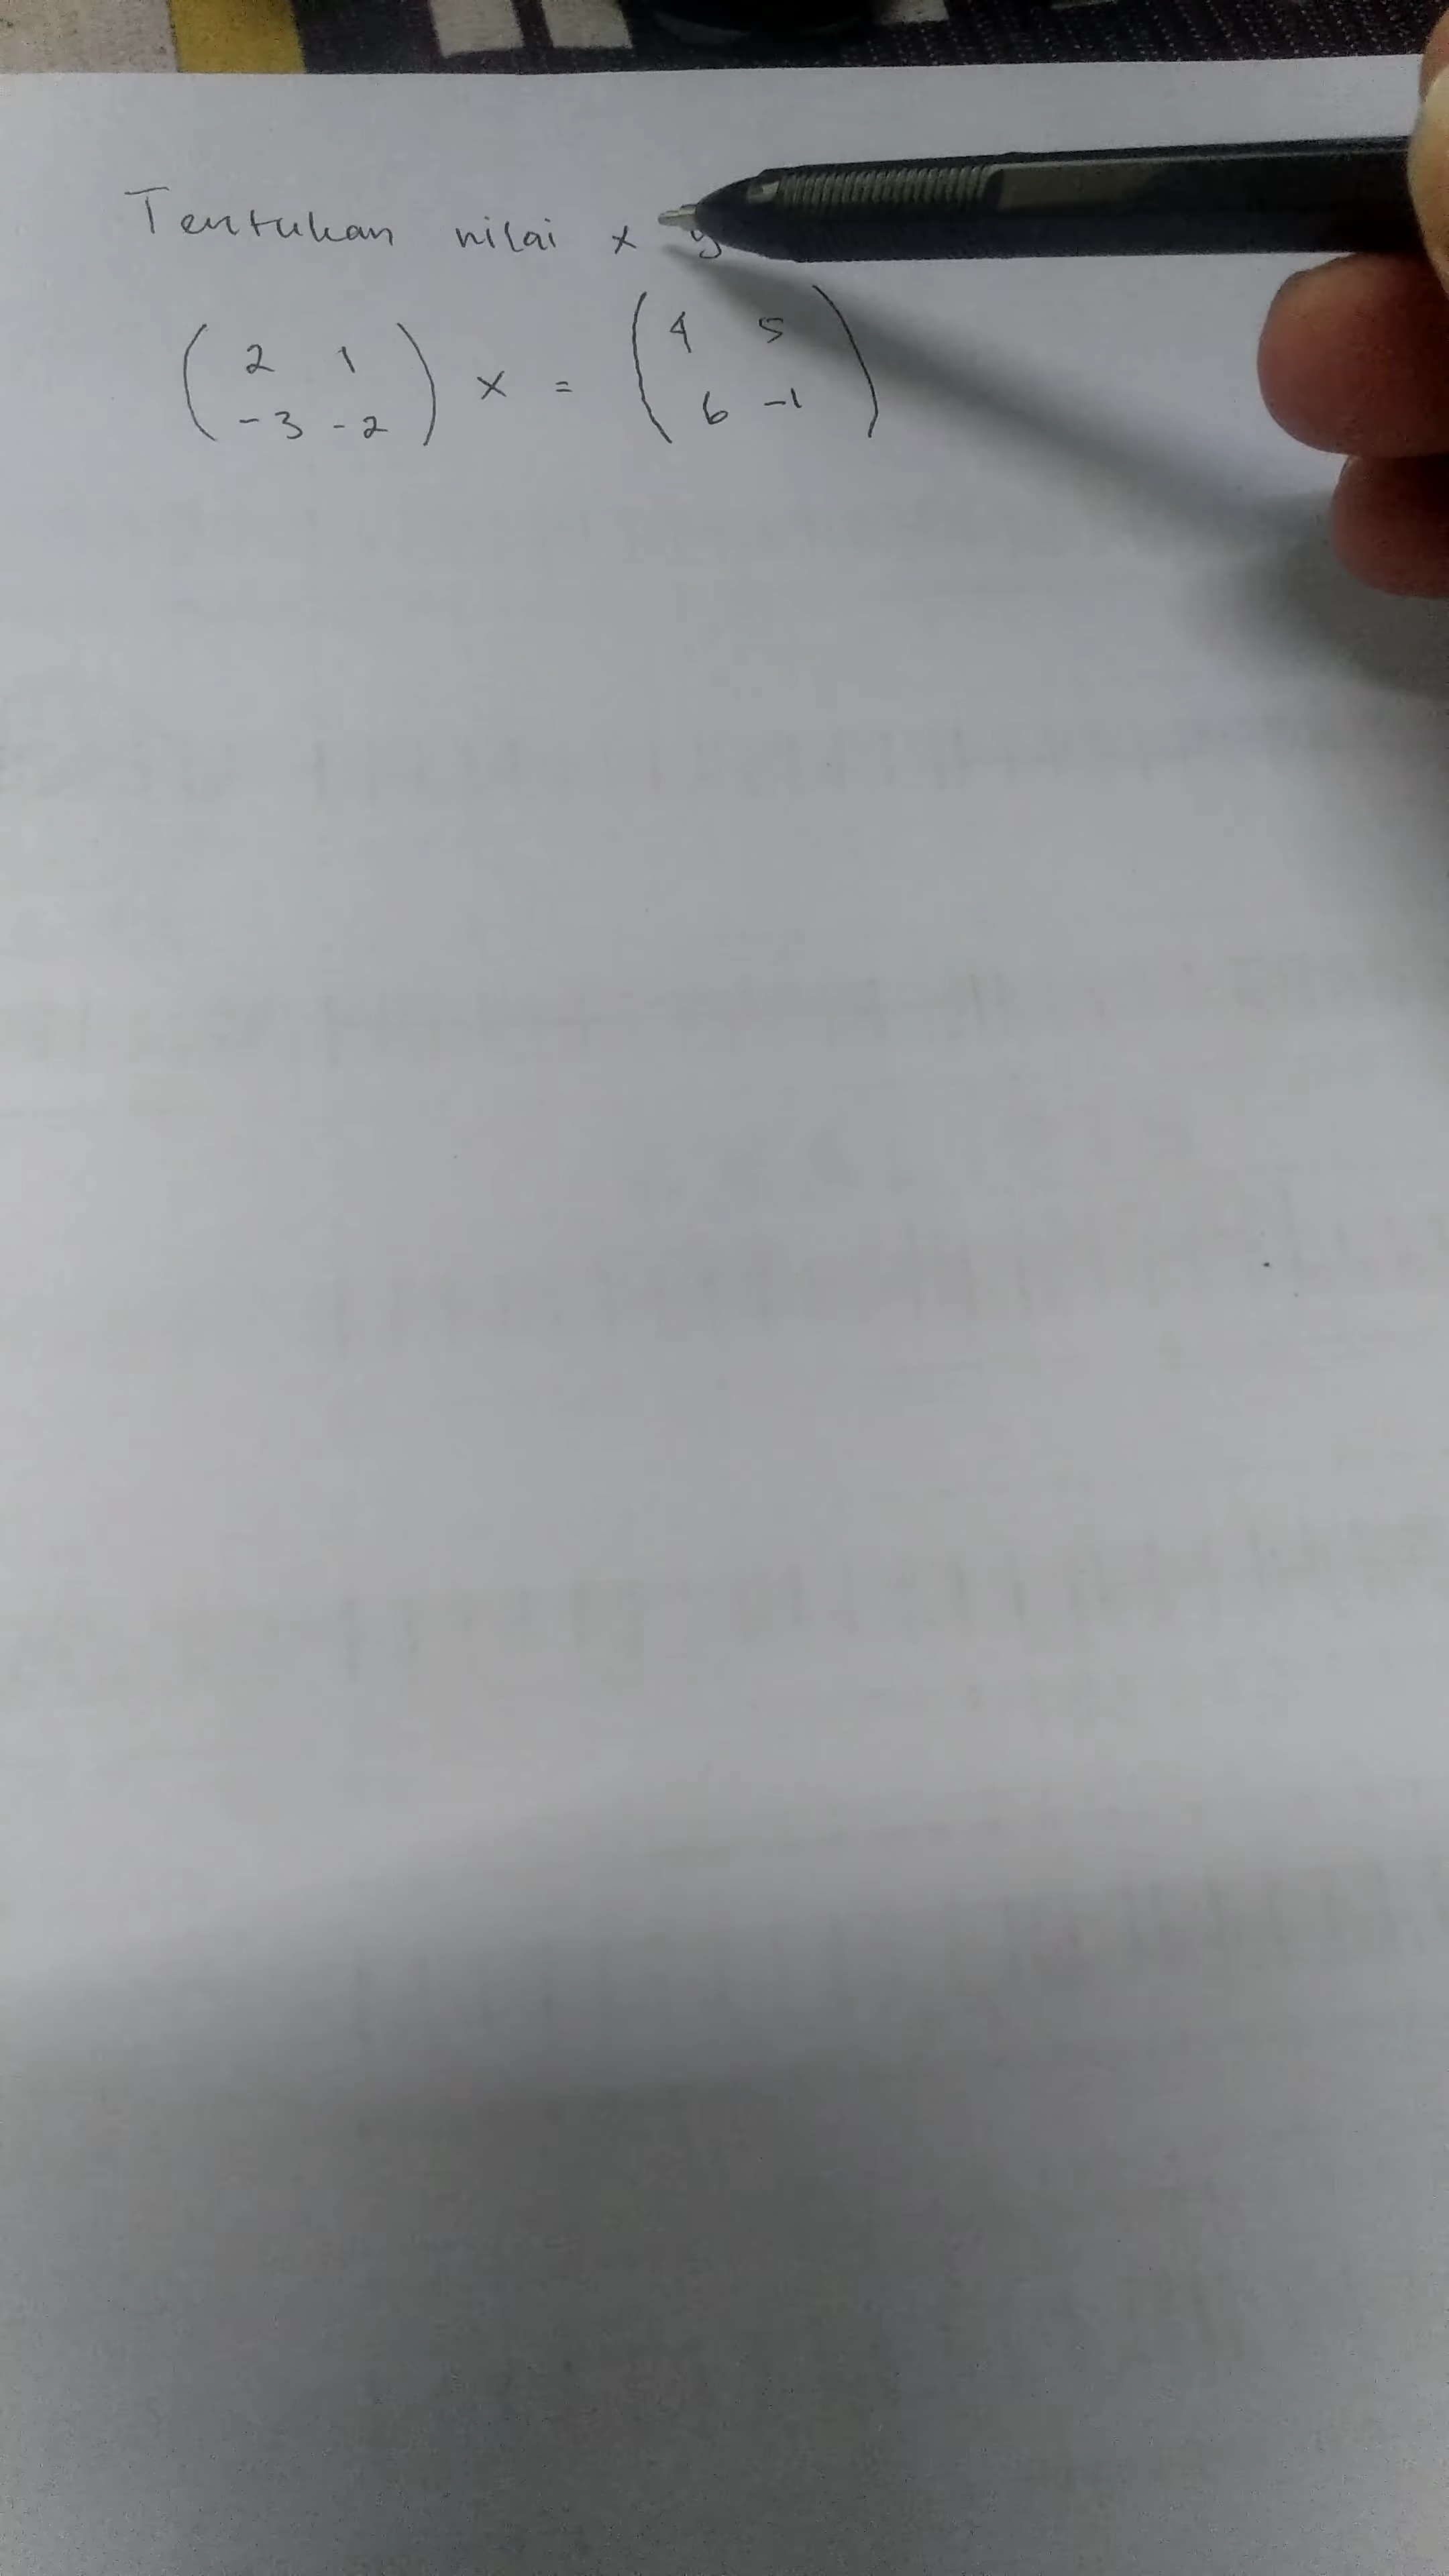 Tentukan nilai x
( 2 1 ) x = ( 4 5 )
( -3 -2 ) ( 6 -1 )